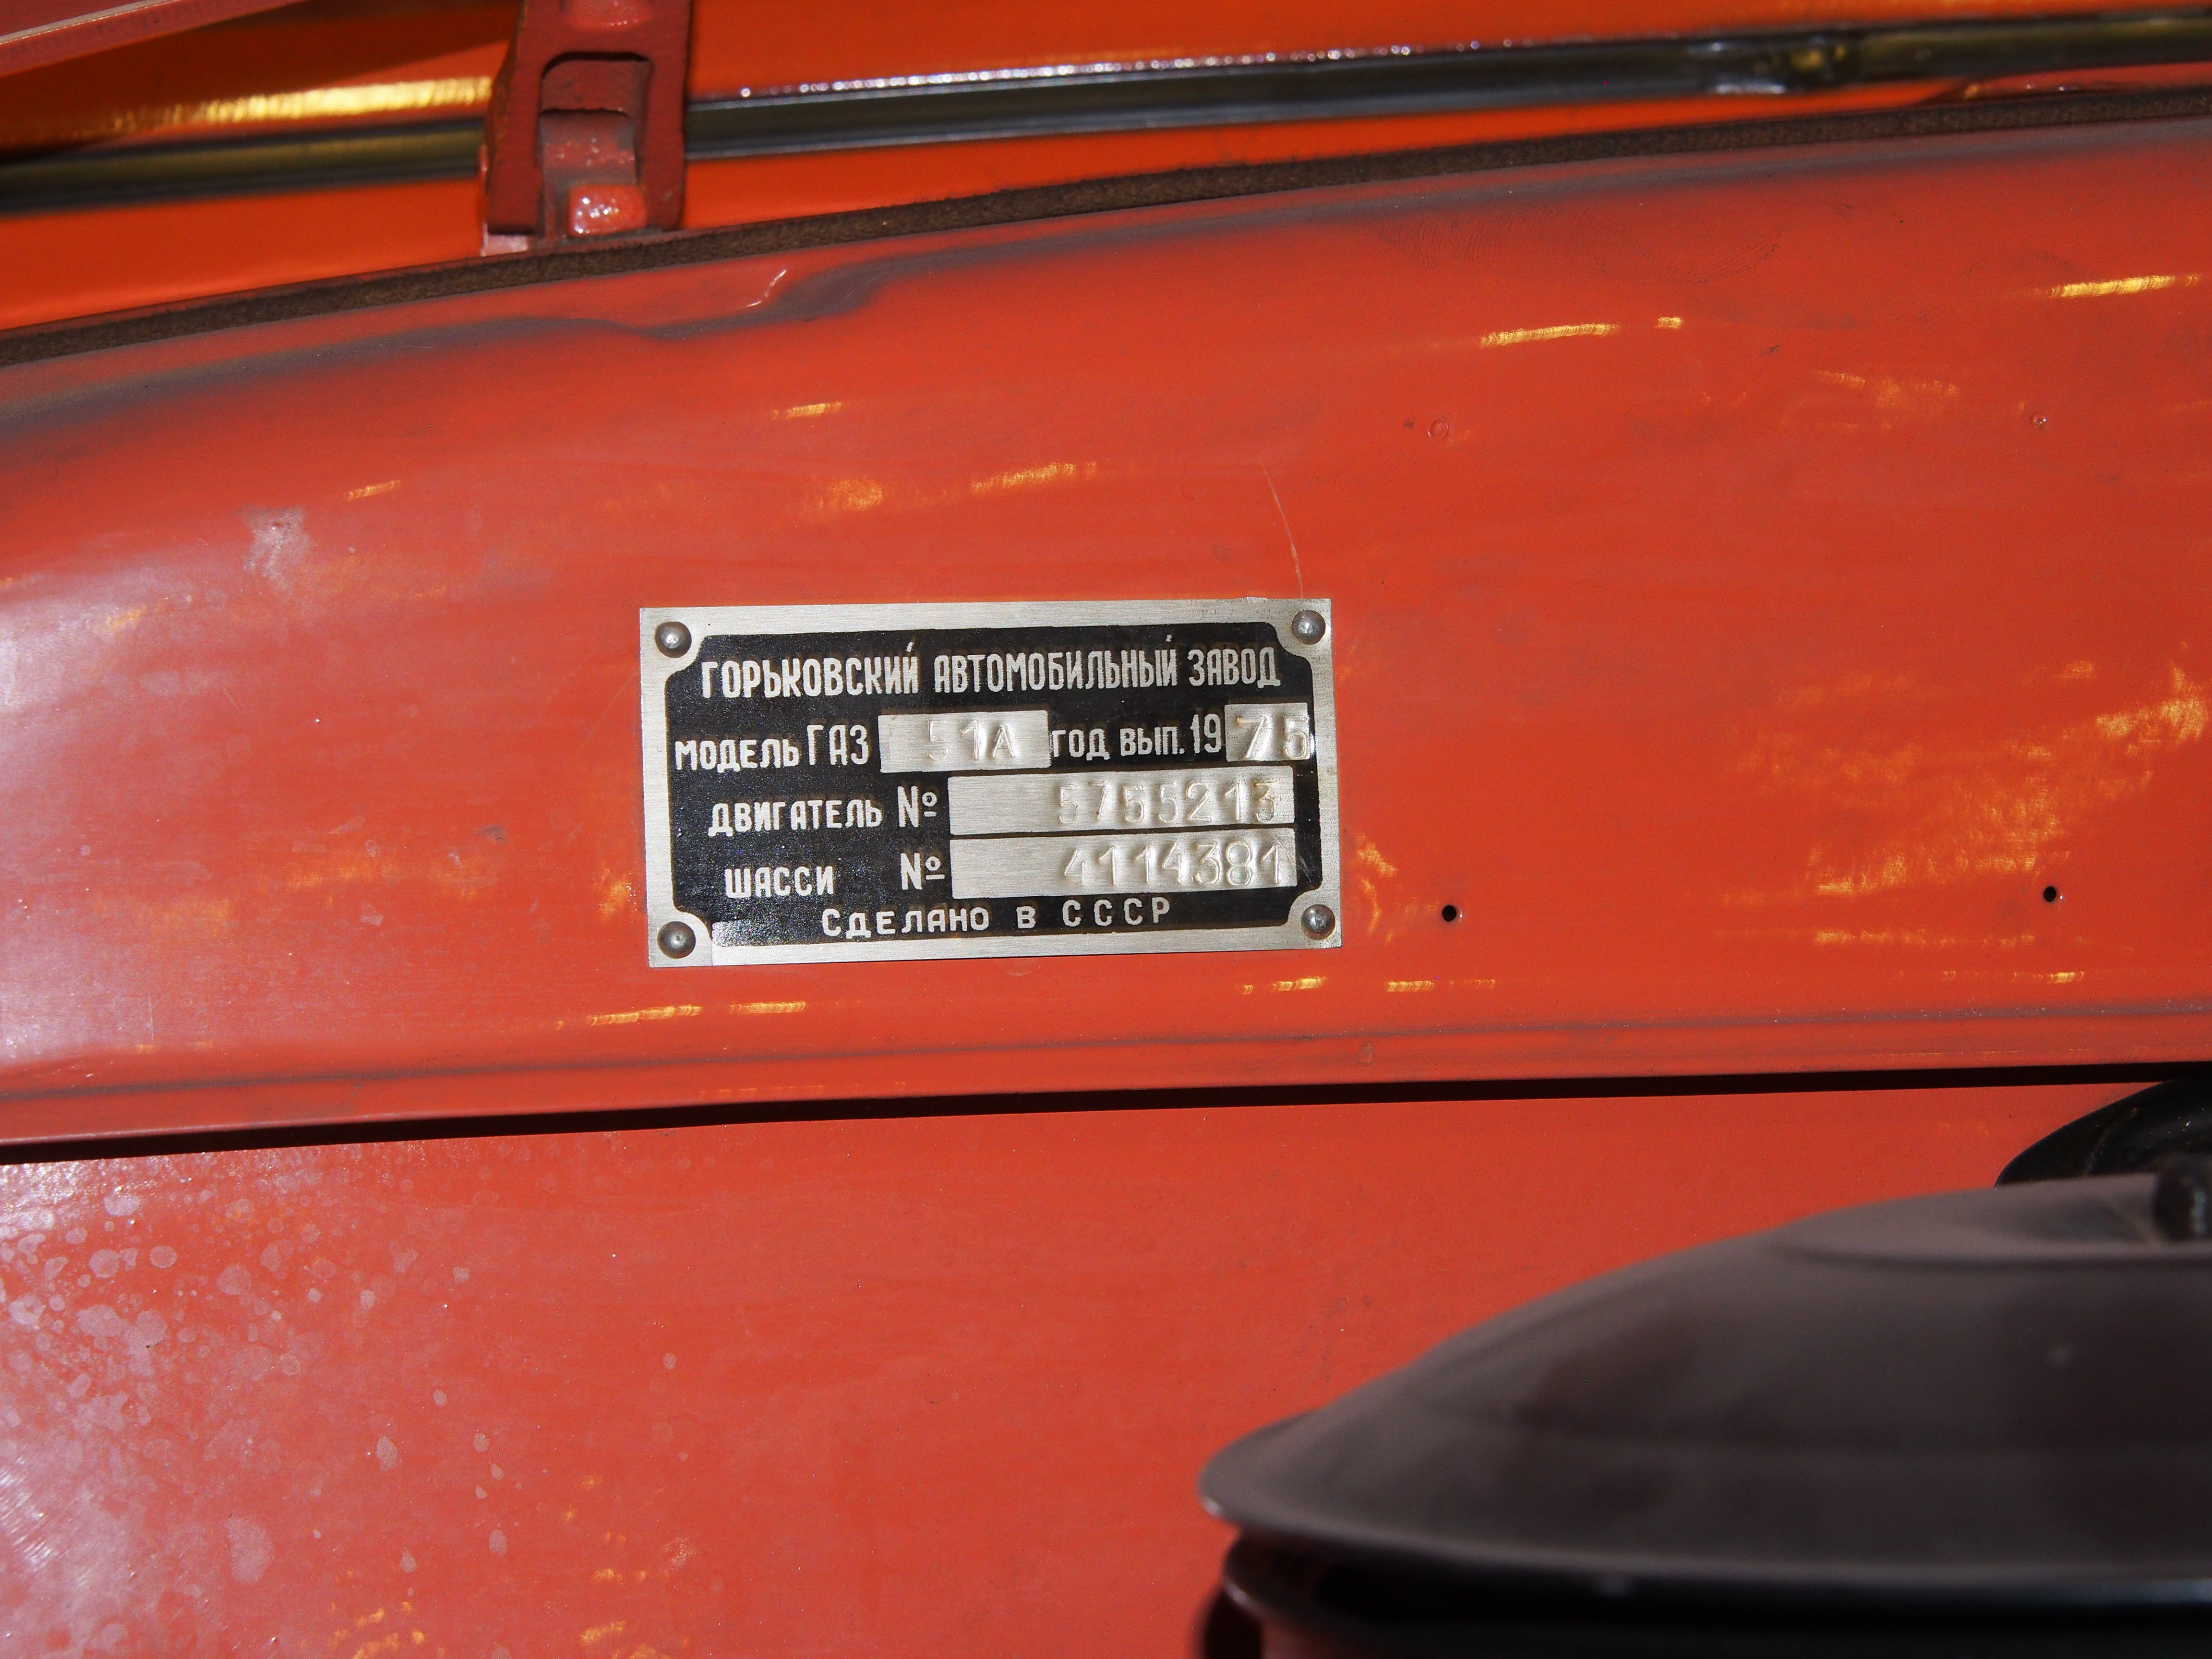 ГОРЬКОВСКИЙ АВТОМОБИЛЬНЫЙ ЗАВОД
МОДЕЛЬ ГАЗ 51А ГОД ВЫП. 1975
ДВИГАТЕЛЬ № 5755213
ШАССИ № 4114381
СДЕЛАНО В СССР